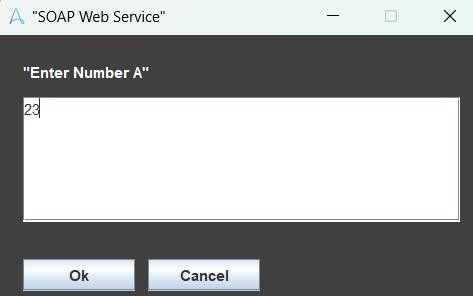 "SOAP Web Service"
"Enter Number A"
23
Ok Cancel